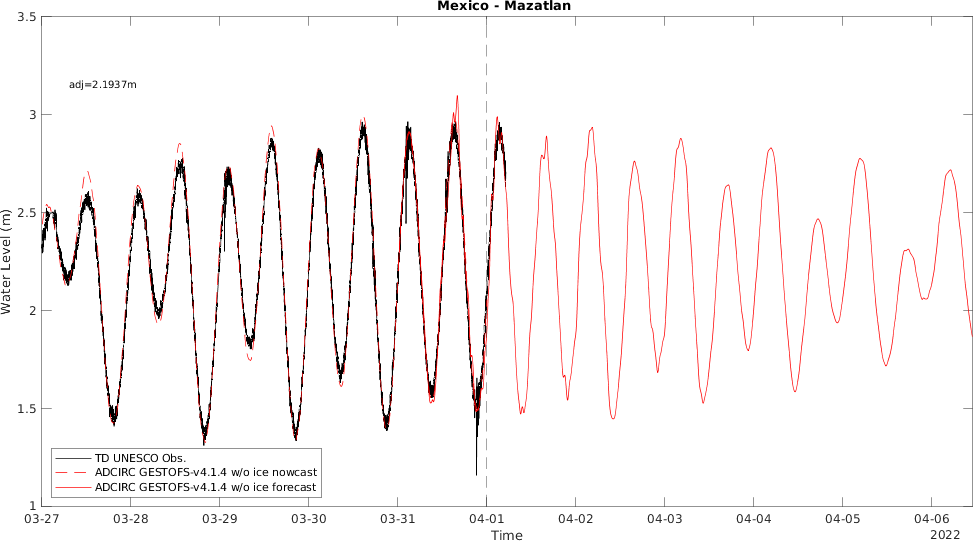 Mexico - Mazatlan
3.5
adj=2.1937m
3
2.5
Water Level (m)
2
1.5
TD UNESCO Obs.
ADCIRC GESTOFS-v4.1.4 w/o ice nowcast
ADCIRC GESTOFS-v4.1.4 w/o ice forecast
1
03-27 03-28 03-29 03-30 03-31 04-01 04-02 04-03 04-04 04-05 04-06
Time
2022